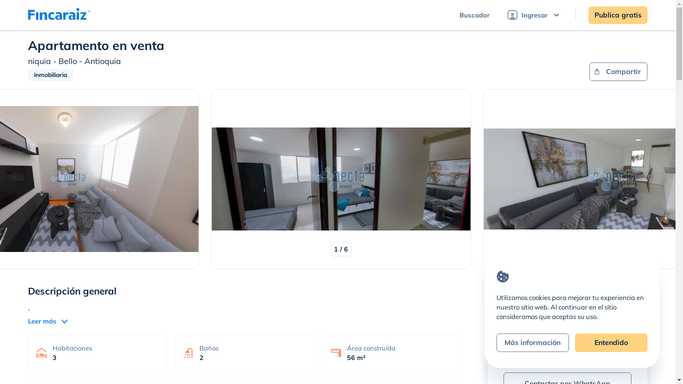 Fincaraiz
Buscador
Ingresar
Publica gratis
Apartamento en venta
niquia - Bello - Antioquia
Inmobiliaria
Compartir
1 / 6
Descripción general
.
Leer más
Habitaciones
3
Baños
2
Área construida
56 m²
Utilizamos cookies para mejorar tu experiencia en
nuestro sitio web. Al continuar en el sitio
consideramos que aceptas su uso.
Más información
Entendido
Contactar por WhatsApp